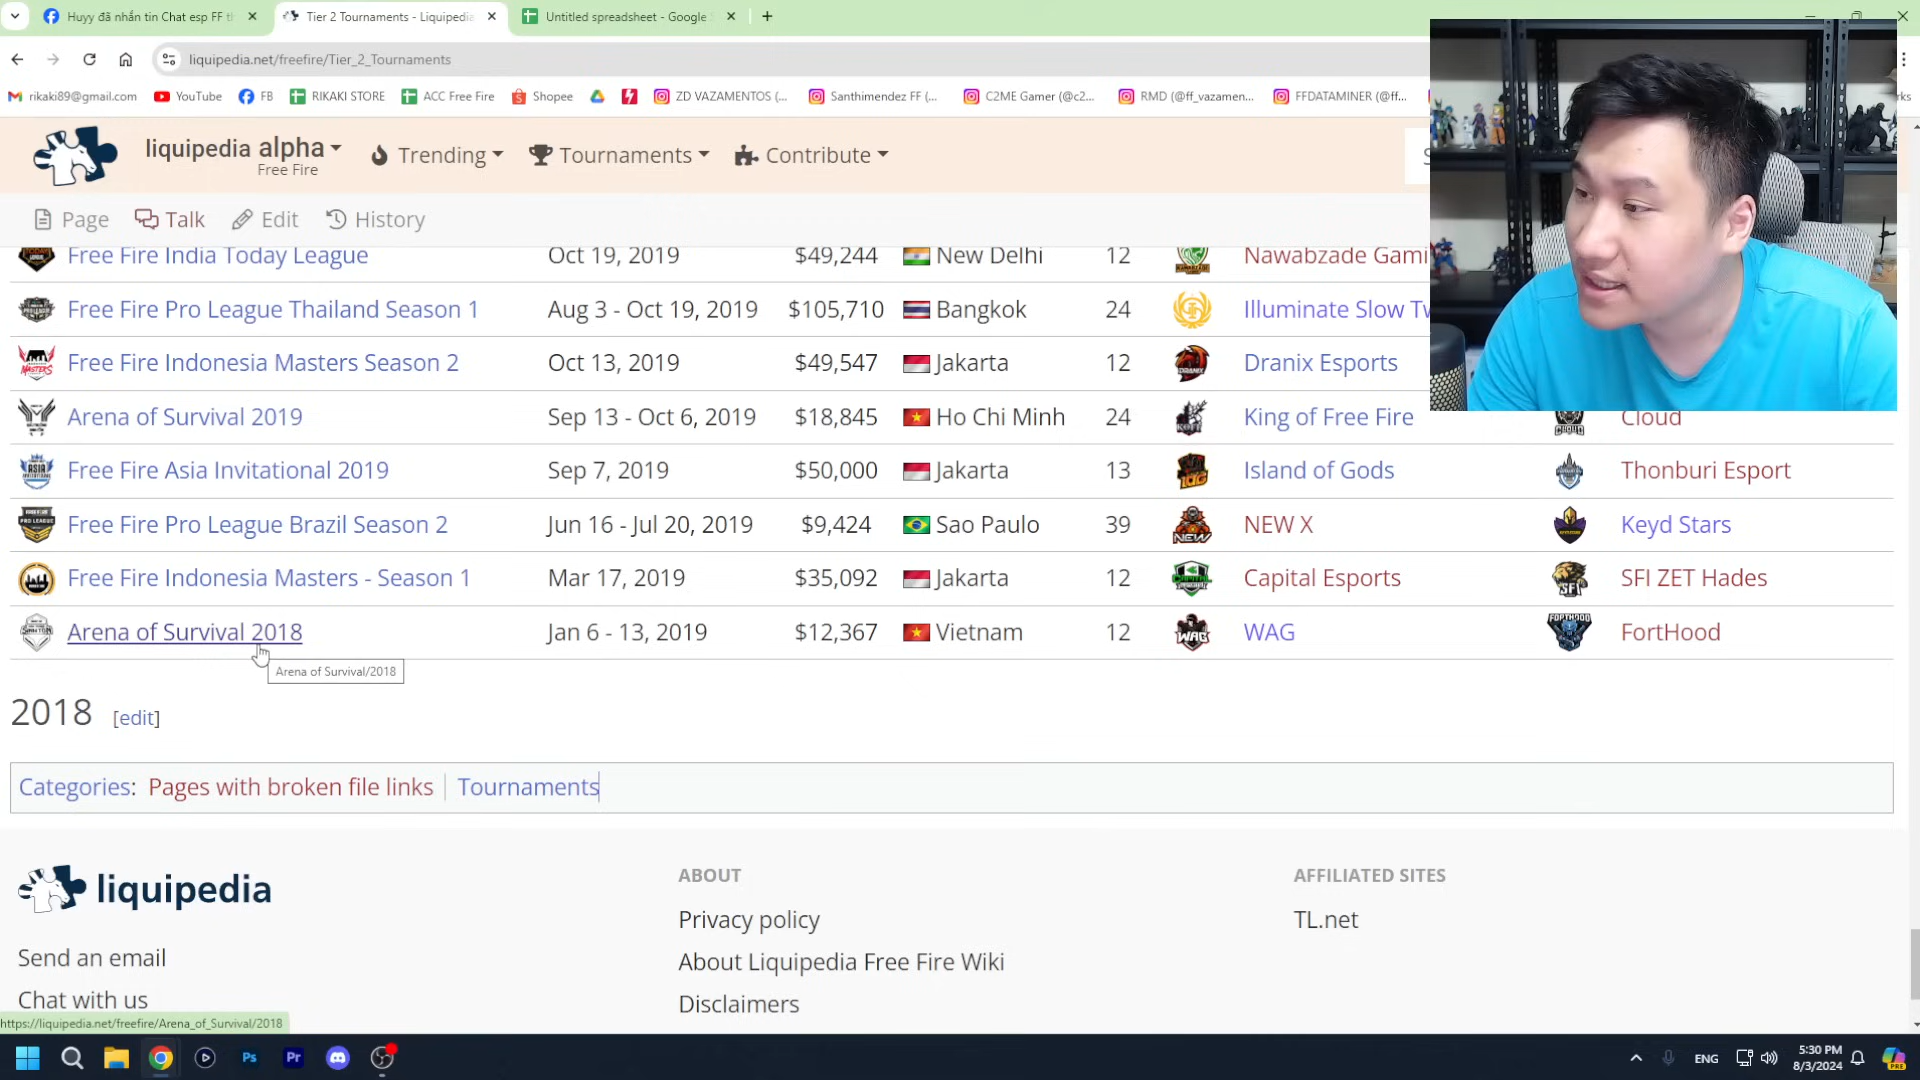 Huyy đã nhắn tin Chat esp FF t
Tier 2 Tournaments - Liquipedia
Untitled spreadsheet - Google
liquipedia.net/freefire/Tier_2_Tournaments
rikaki89@gmail.com YouTube FB RIKAKI STORE ACC Free Fire Shopee ZD VAZAMENTOS (... Santhimendez FF (... C2ME Gamer (@c2... RMD (@ff_vazamen... FFDATAMINER (@ff...
liquipedia alpha
Free Fire
Trending Tournaments Contribute
Page Talk Edit History
Free Fire India Today League Oct 19, 2019 $49,244 New Delhi 12 Nawabzade Gami
Free Fire Pro League Thailand Season 1 Aug 3 - Oct 19, 2019 $105,710 Bangkok 24 Illuminate Slow Tw
Free Fire Indonesia Masters Season 2 Oct 13, 2019 $49,547 Jakarta 12 Dranix Esports
Arena of Survival 2019 Sep 13 - Oct 6, 2019 $18,845 Ho Chi Minh 24 King of Free Fire Cloud
Free Fire Asia Invitational 2019 Sep 7, 2019 $50,000 Jakarta 13 Island of Gods Thonburi Esport
Free Fire Pro League Brazil Season 2 Jun 16 - Jul 20, 2019 $9,424 Sao Paulo 39 NEW X Keyd Stars
Free Fire Indonesia Masters - Season 1 Mar 17, 2019 $35,092 Jakarta 12 Capital Esports SFI ZET Hades
Arena of Survival 2018 Jan 6 - 13, 2019 $12,367 Vietnam 12 WAG FortHood
Arena of Survival/2018
2018 [edit]
Categories: Pages with broken file links Tournaments
liquipedia
Send an email
Chat with us
ABOUT
Privacy policy
About Liquipedia Free Fire Wiki
Disclaimers
AFFILIATED SITES
TL.net
https://liquipedia.net/freefire/Arena_of_Survival/2018
Ps Pr ENG
5:30 PM
8/3/2024